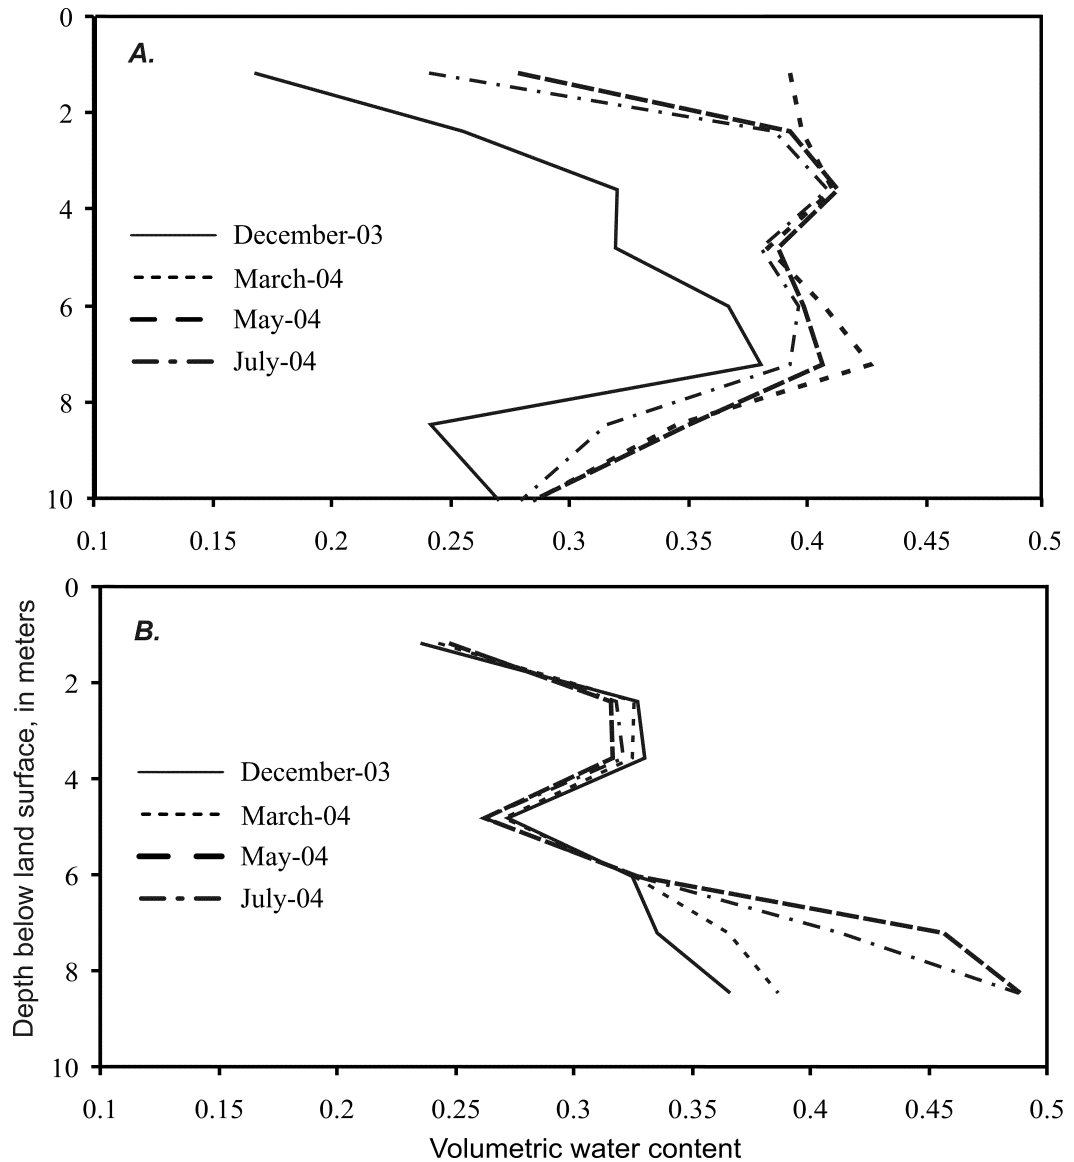 0
A.
2
4
December-03
March-04
6
May-04
July-04
8
10
0.1 0.15 0.2 0.25 0.3 0.35 0.4 0.45 0.5
0
B.
2
4
December-03
March-04
6
May-04
July-04
8
10
0.1 0.15 0.2 0.25 0.3 0.35 0.4 0.45 0.5
Depth below land surface, in meters
Volumetric water content